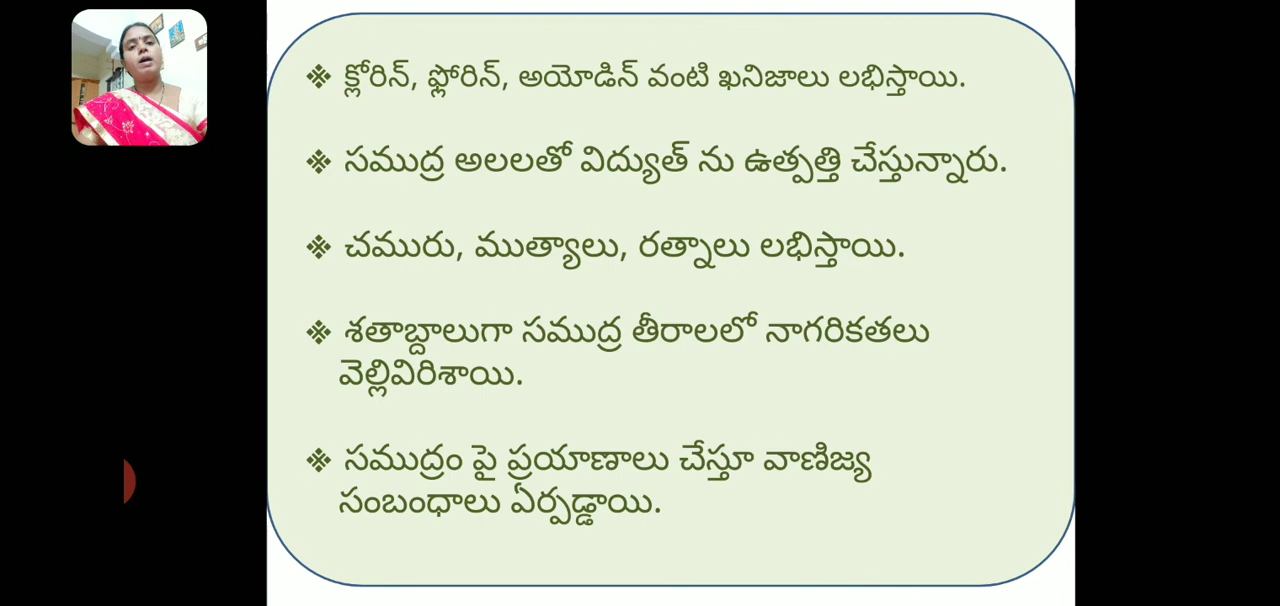 ❖ క్లోరిన్, ఫ్లోరిన్, అయోడిన్ వంటి ఖనిజాలు లభిస్తాయి.
❖ సముద్ర అలలతో విద్యుత్ ను ఉత్పత్తి చేస్తున్నారు.
❖ చమురు, ముత్యాలు, రత్నాలు లభిస్తాయి.
❖ శతాబ్దాలుగా సముద్ర తీరాలలో నాగరికతలు
వెల్లివిరిశాయి.
❖ సముద్రం పై ప్రయాణాలు చేస్తూ వాణిజ్య
సంబంధాలు ఏర్పడ్డాయి.